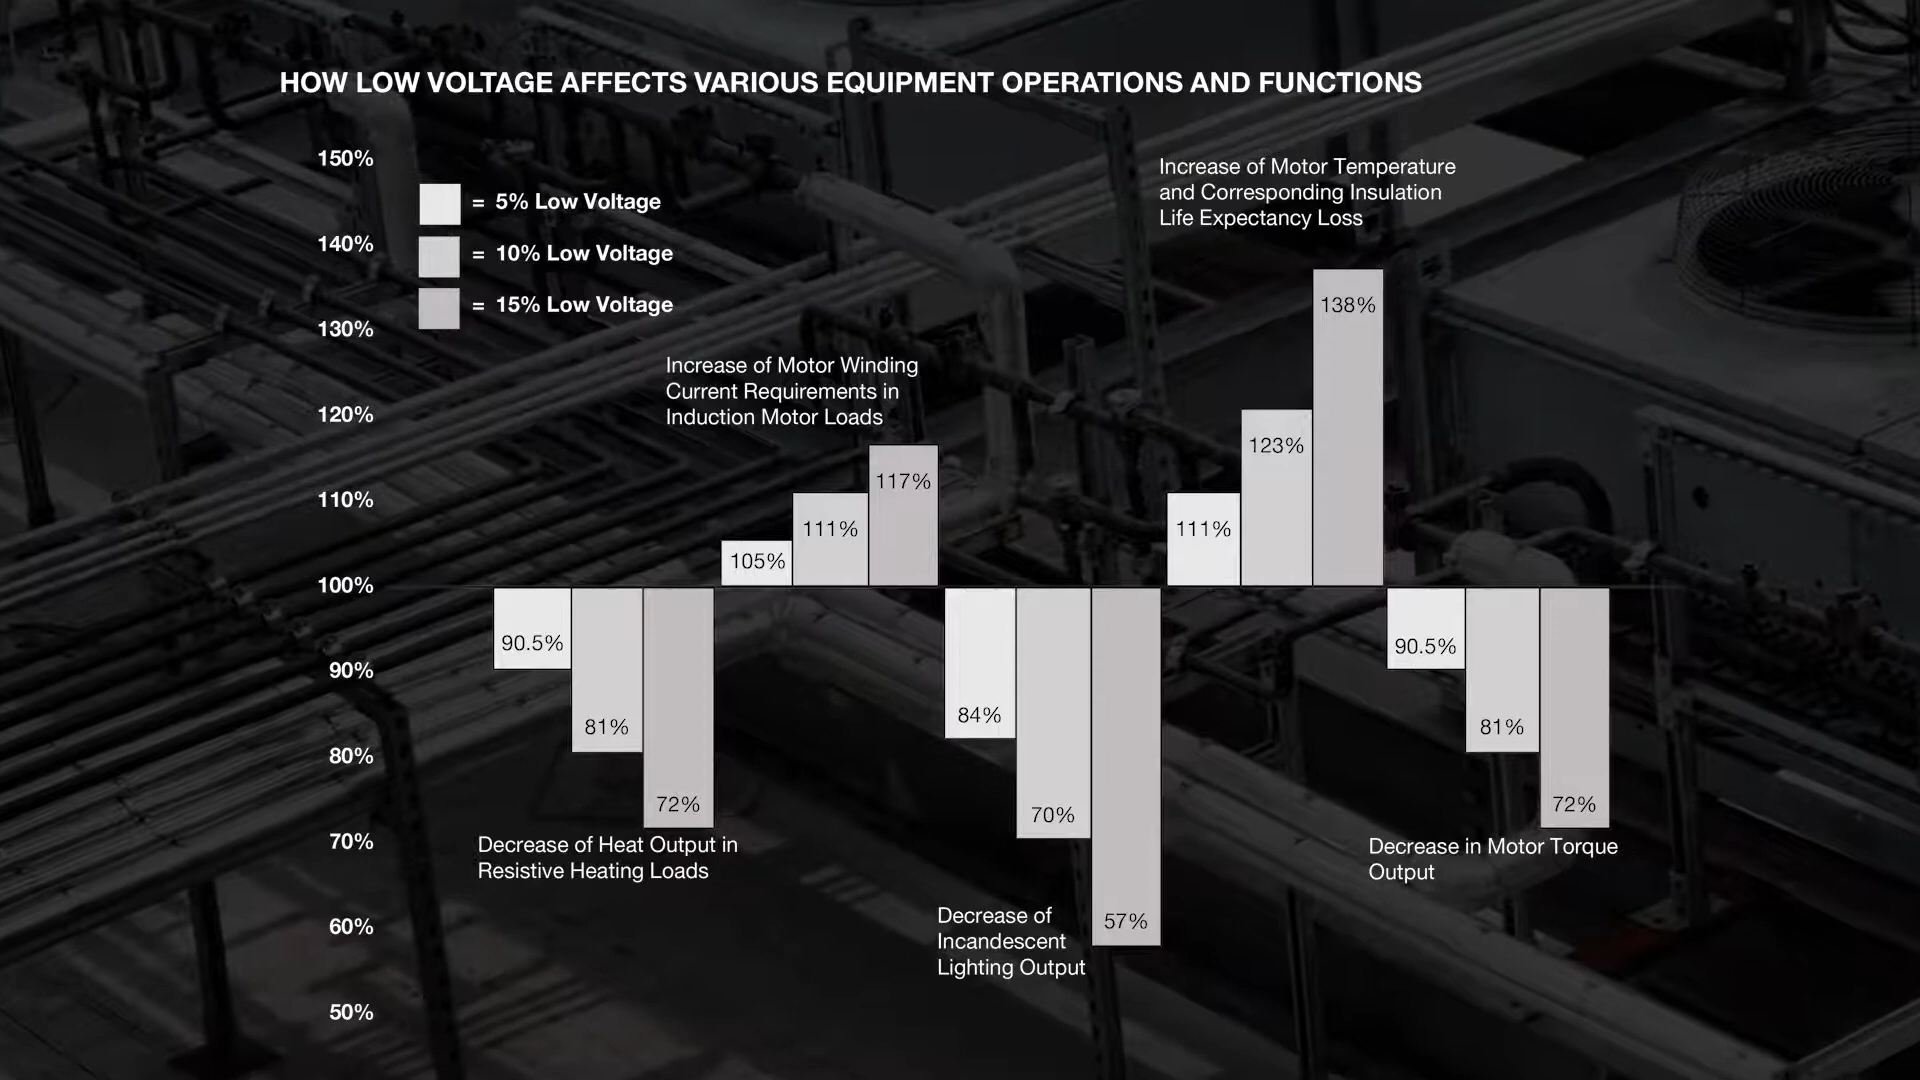 HOW LOW VOLTAGE AFFECTS VARIOUS EQUIPMENT OPERATIONS AND FUNCTIONS
150%
140%
130%
120%
110%
100%
90%
80%
70%
60%
50%
= 5% Low Voltage
= 10% Low Voltage
= 15% Low Voltage
90.5%
81%
72%
Decrease of Heat Output in
Resistive Heating Loads
Increase of Motor Winding
Current Requirements in
Induction Motor Loads
105%
111%
117%
84%
70%
57%
Decrease of
Incandescent
Lighting Output
Increase of Motor Temperature
and Corresponding Insulation
Life Expectancy Loss
111%
123%
138%
90.5%
81%
72%
Decrease in Motor Torque
Output